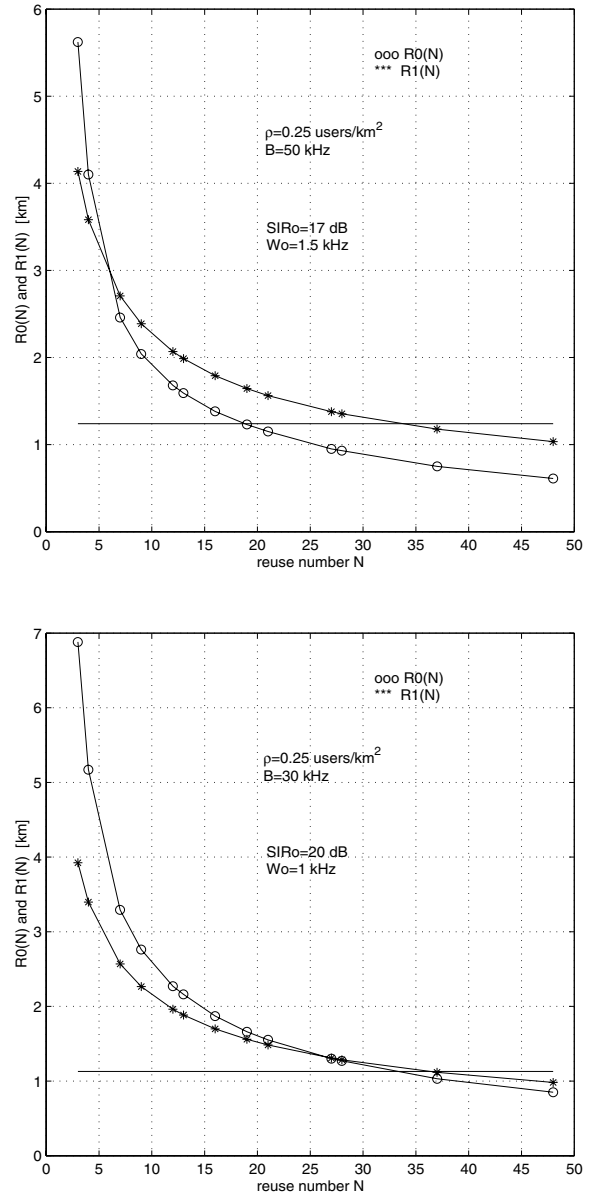 6
5
4
3
2
1
0
R0(N) and R1(N) [km]
ooo R0(N)
*** R1(N)
ρ=0.25 users/km²
B=50 kHz
SIRo=17 dB
Wo=1.5 kHz
0 5 10 15 20 25 30 35 40 45 50
reuse number N
7
6
5
4
3
2
1
0
R0(N) and R1(N) [km]
ooo R0(N)
*** R1(N)
ρ=0.25 users/km²
B=30 kHz
SIRo=20 dB
Wo=1 kHz
0 5 10 15 20 25 30 35 40 45 50
reuse number N